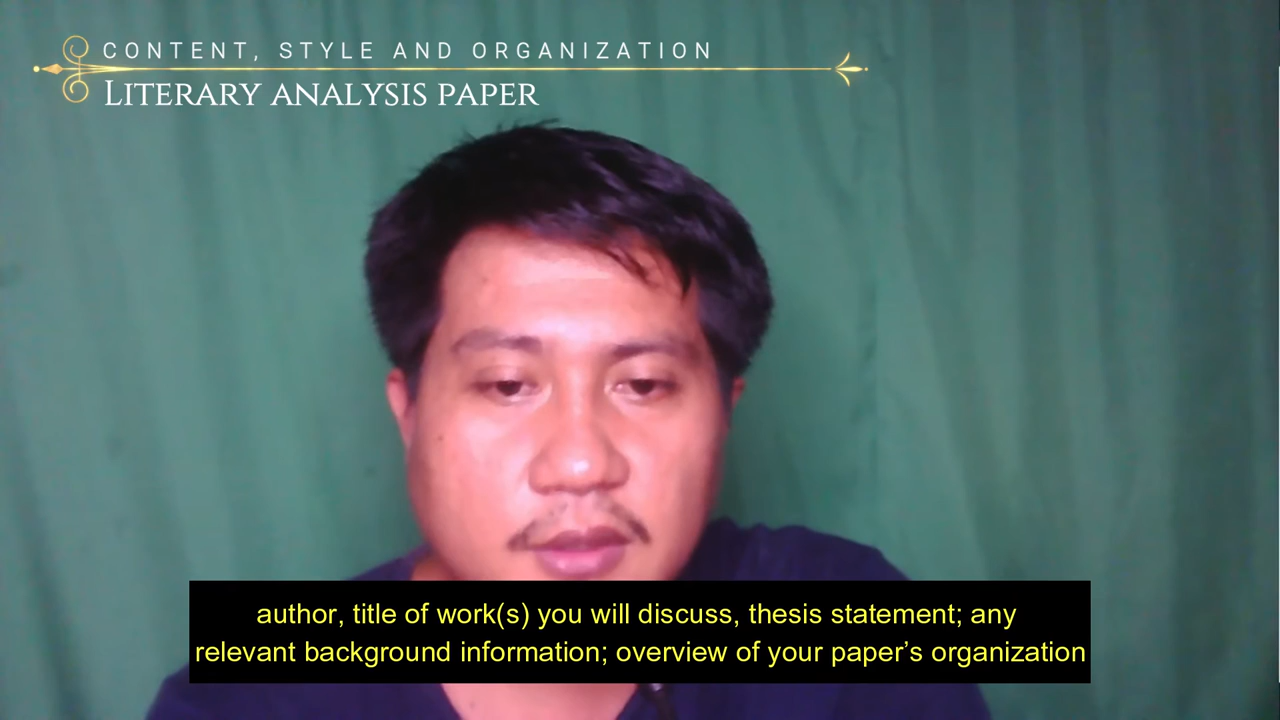 CONTENT, STYLE AND ORGANIZATION
LITERARY ANALYSIS PAPER
author, title of work(s) you will discuss, thesis statement; any
relevant background information; overview of your paper’s organization